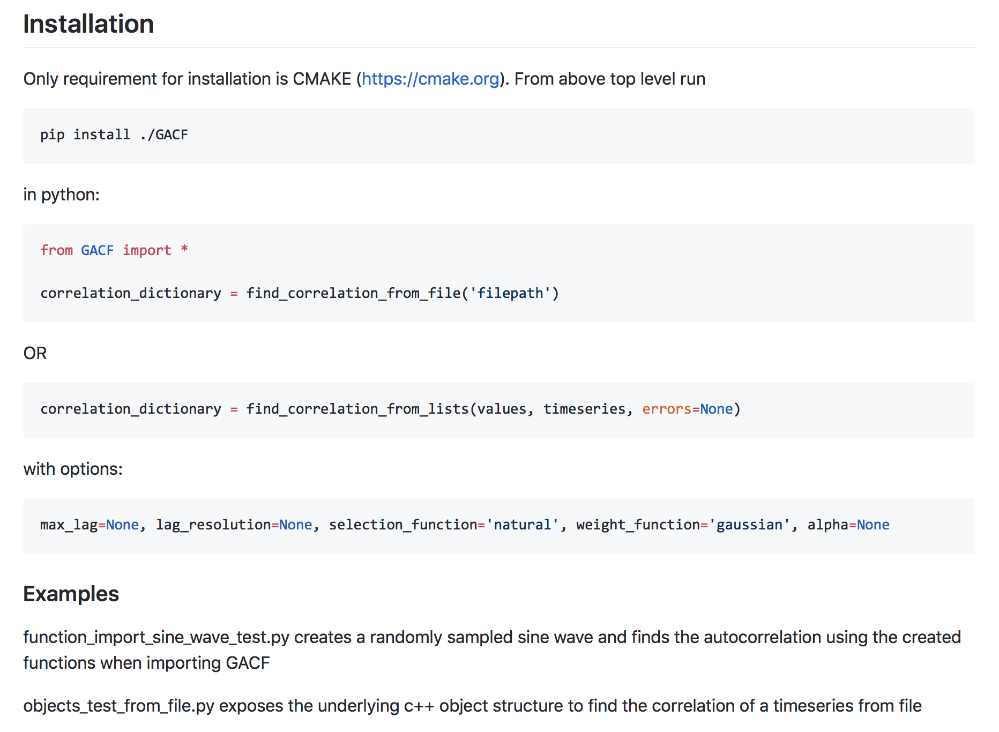 Installation
Only requirement for installation is CMAKE (https://cmake.org). From above top level run
pip install ./GACF
in python:
from GACF import *
correlation_dictionary = find_correlation_from_file('filepath')
OR
correlation_dictionary = find_correlation_from_lists(values, timeseries, errors=None)
with options:
max_lag=None, lag_resolution=None, selection_function='natural', weight_function='gaussian', alpha=None
Examples
function_import_sine_wave_test.py creates a randomly sampled sine wave and finds the autocorrelation using the created
functions when importing GACF
objects_test_from_file.py exposes the underlying c++ object structure to find the correlation of a timeseries from file